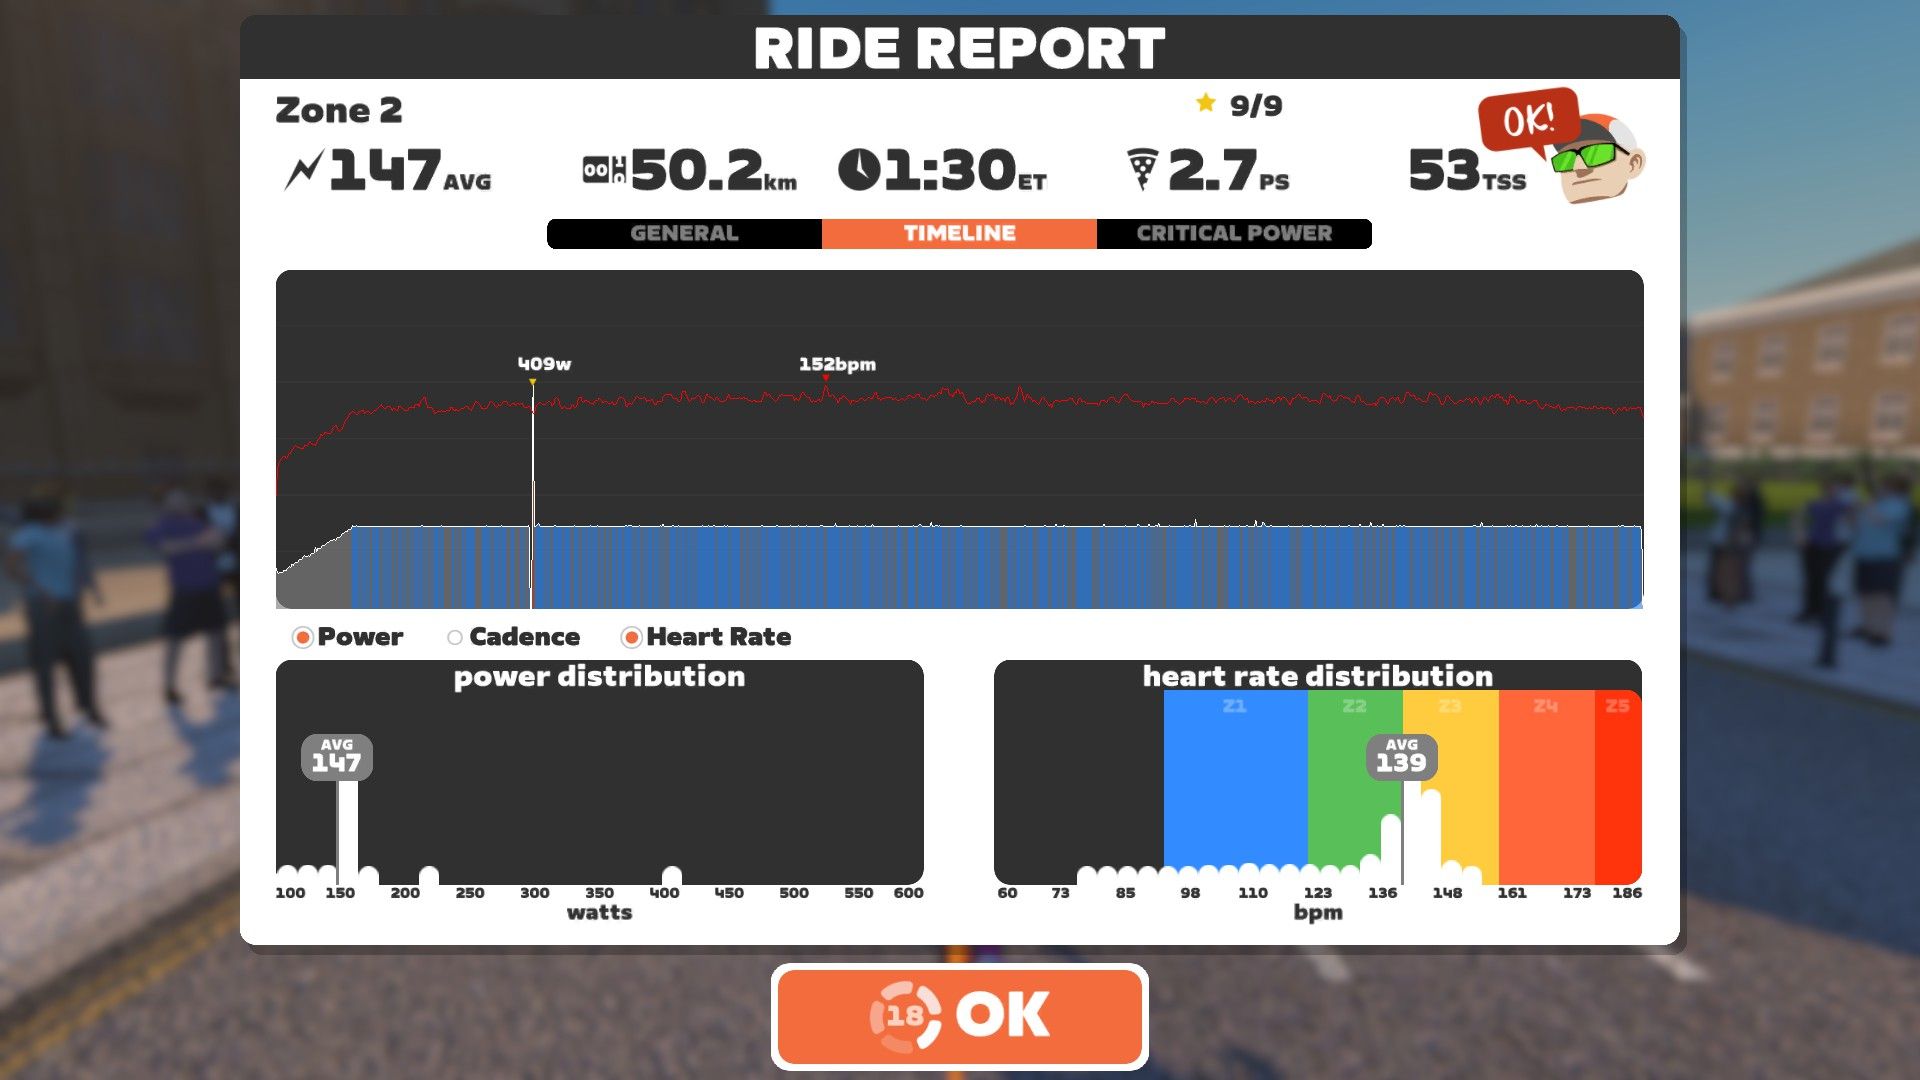 RIDE REPORT
Zone 2
9/9
OK!
147AVG
50.2km
1:30ET
2.7PS
53TSS
GENERAL
TIMELINE
CRITICAL POWER
409w
152bpm
Power
Cadence
Heart Rate
power distribution
AVG
147
100 150 200 250 300 350 400 450 500 550 600
watts
heart rate distribution
Z1 Z2 Z3 Z4 Z5
AVG
139
60 73 85 98 110 123 136 148 161 173 186
bpm
18 OK